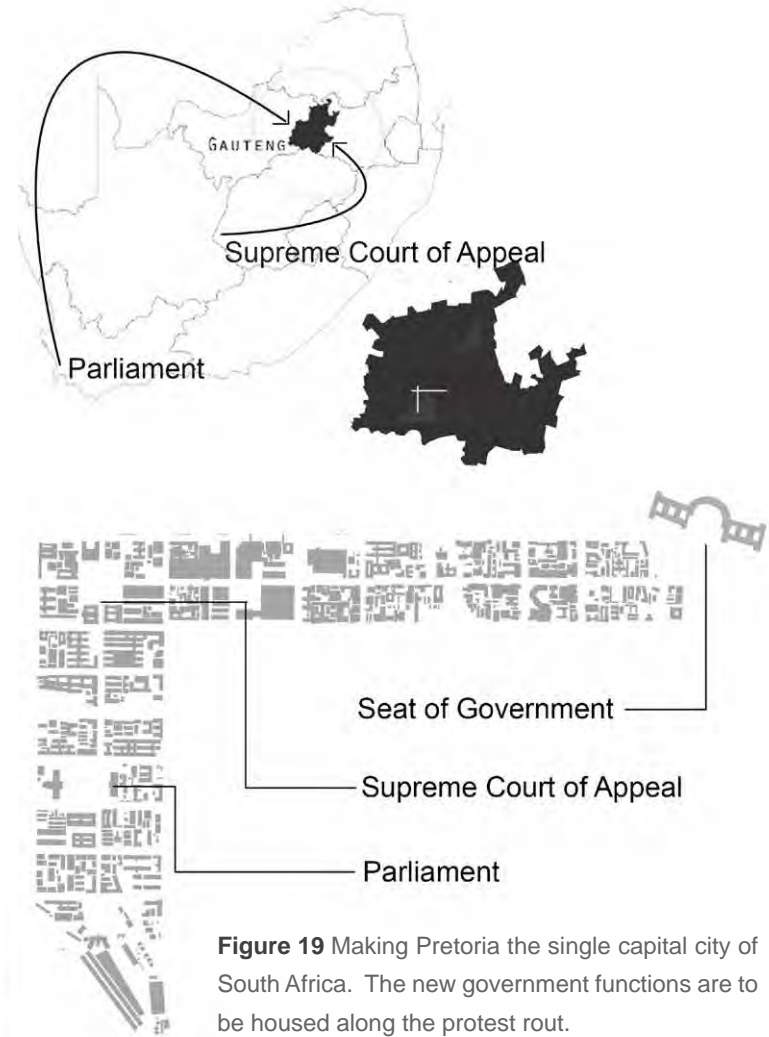 GAUTENG
Supreme Court of Appeal
Parliament
Seat of Government
Supreme Court of Appeal
Parliament
Figure 19 Making Pretoria the single capital city of
South Africa. The new government functions are to
be housed along the protest rout.